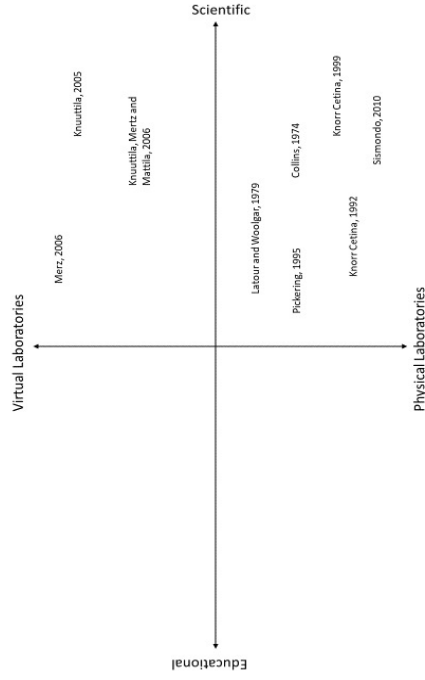 Scientific
Knuuttila, 2005
Knuuttila, Mertz and
Mattila, 2006
Merz, 2006
Knorr Cetina, 1999
Collins, 1974
Sismondo, 2010
Latour and Woolgar, 1979
Knorr Cetina, 1992
Pickering, 1995
Virtual Laboratories
Physical Laboratories
Educational